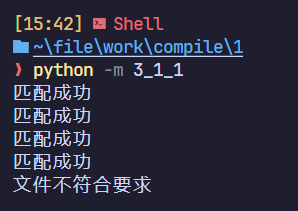 [15:42] Shell
~\file\work\compile\1
❯ python -m 3_1_1
匹配成功
匹配成功
匹配成功
匹配成功
文件不符合要求